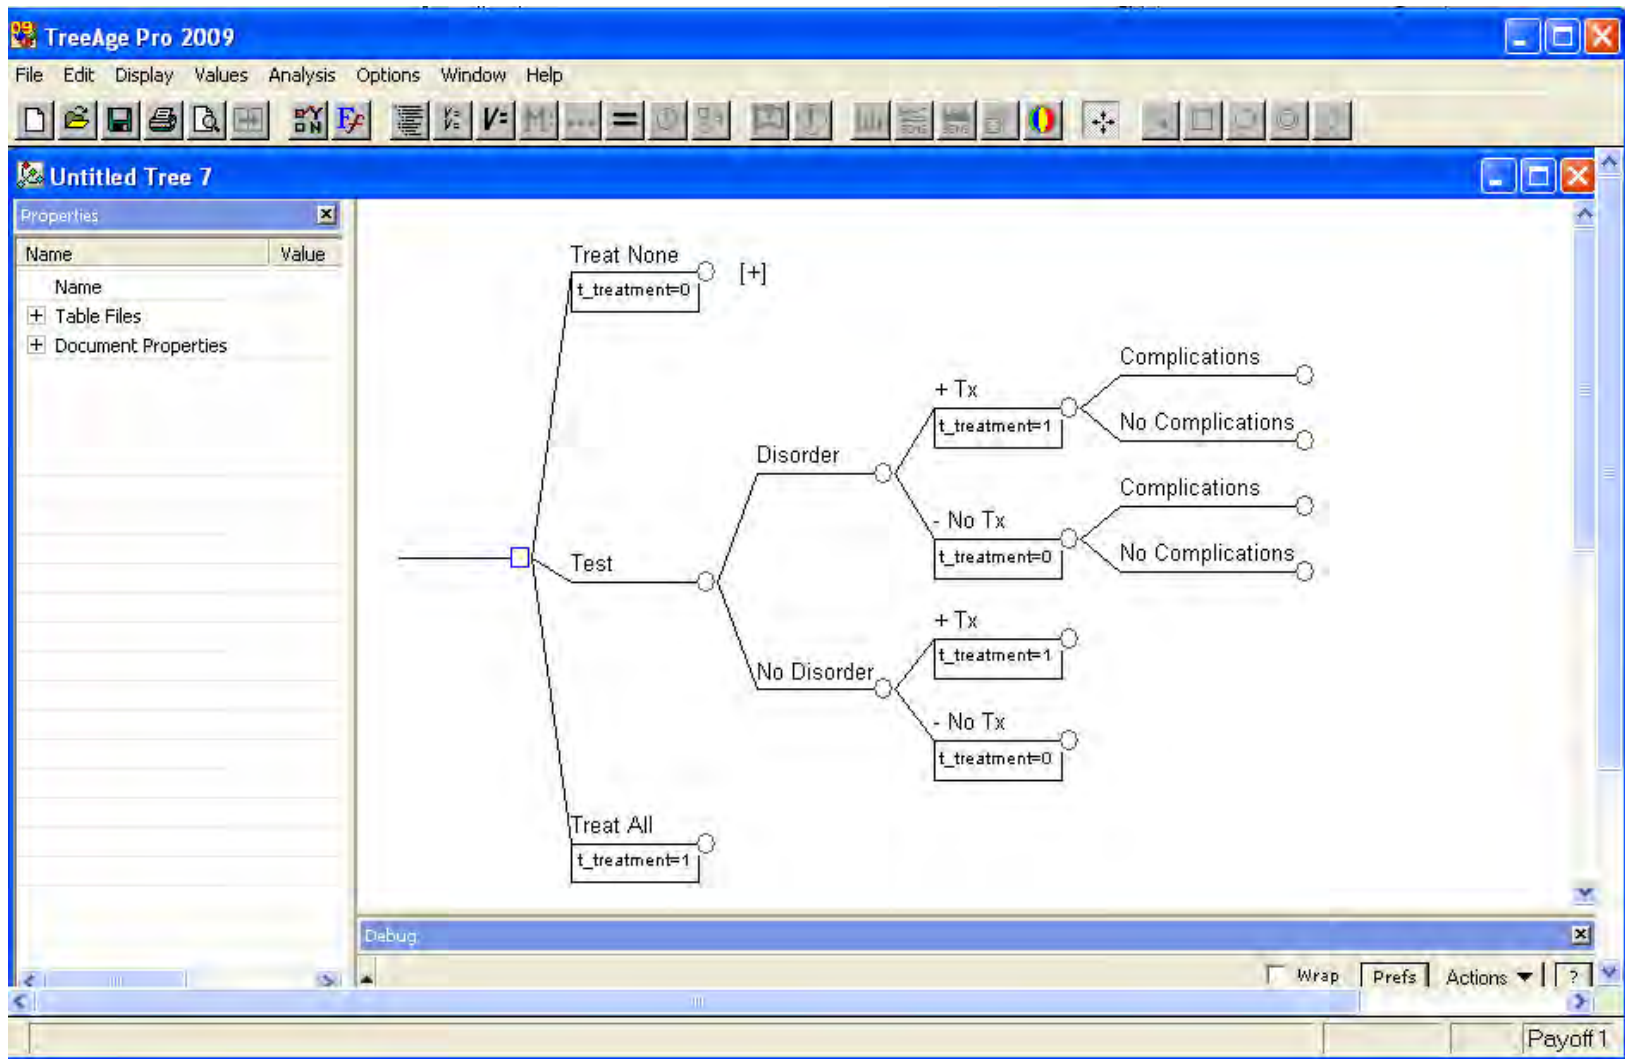 TreeAge Pro 2009
File Edit Display Values Analysis Options Window Help
Untitled Tree 7
Properties
Name Value
Name
Table Files
Document Properties
Treat None
t_treatment=0
[+]
Test
Disorder
+ Tx
t_treatment=1
Complications
No Complications
- No Tx
t_treatment=0
Complications
No Complications
No Disorder
+ Tx
t_treatment=1
- No Tx
t_treatment=0
Treat All
t_treatment=1
Debug
Wrap Prefs Actions ?
Payoff 1